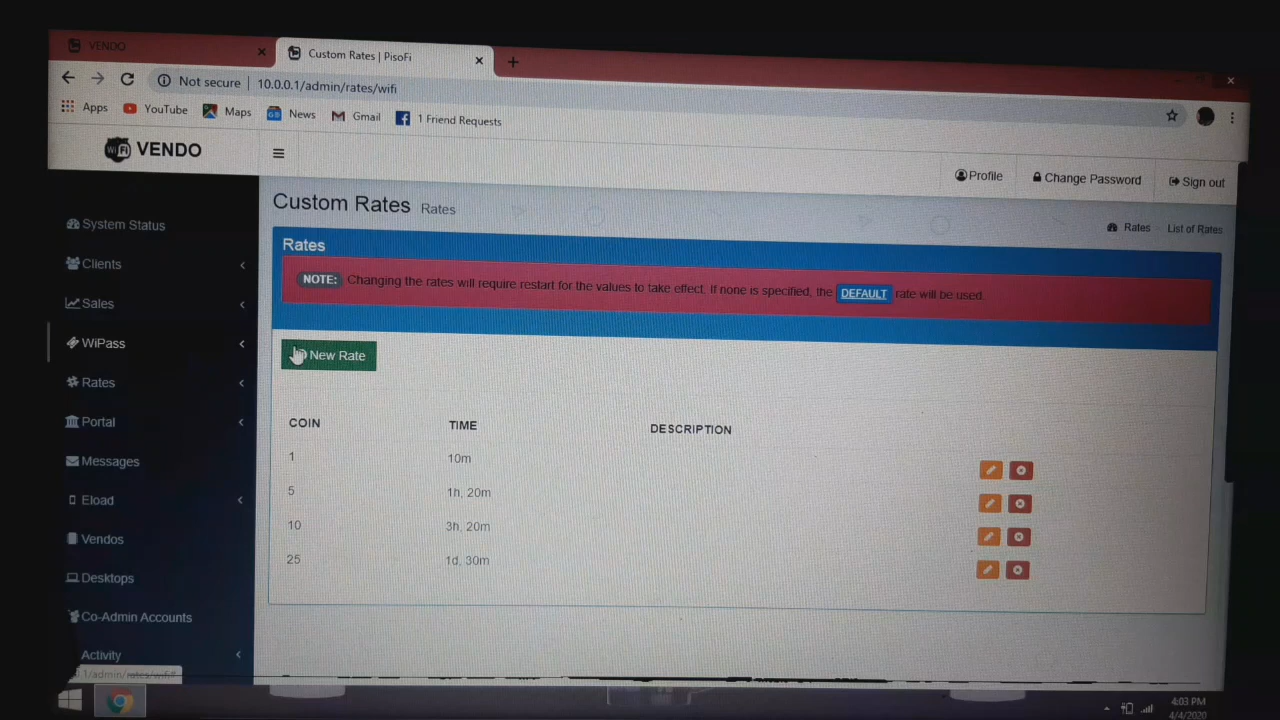 VENDO
Custom Rates | PisoFi
Not secure | 10.0.0.1/admin/rates/wifi
Apps YouTube Maps News Gmail 1 Friend Requests
WiFi VENDO
Profile Change Password Sign out
Custom Rates Rates
Rates List of Rates
Rates
NOTE: Changing the rates will require restart for the values to take effect. If none is specified, the DEFAULT rate will be used.
New Rate
COIN TIME DESCRIPTION
1 10m
5 1h, 20m
10 3h, 20m
25 1d, 30m
System Status
Clients
Sales
WiPass
Rates
Portal
Messages
Eload
Vendos
Desktops
Co-Admin Accounts
Activity
.1/admin/rates/wifi#
4:03 PM
4/4/2020